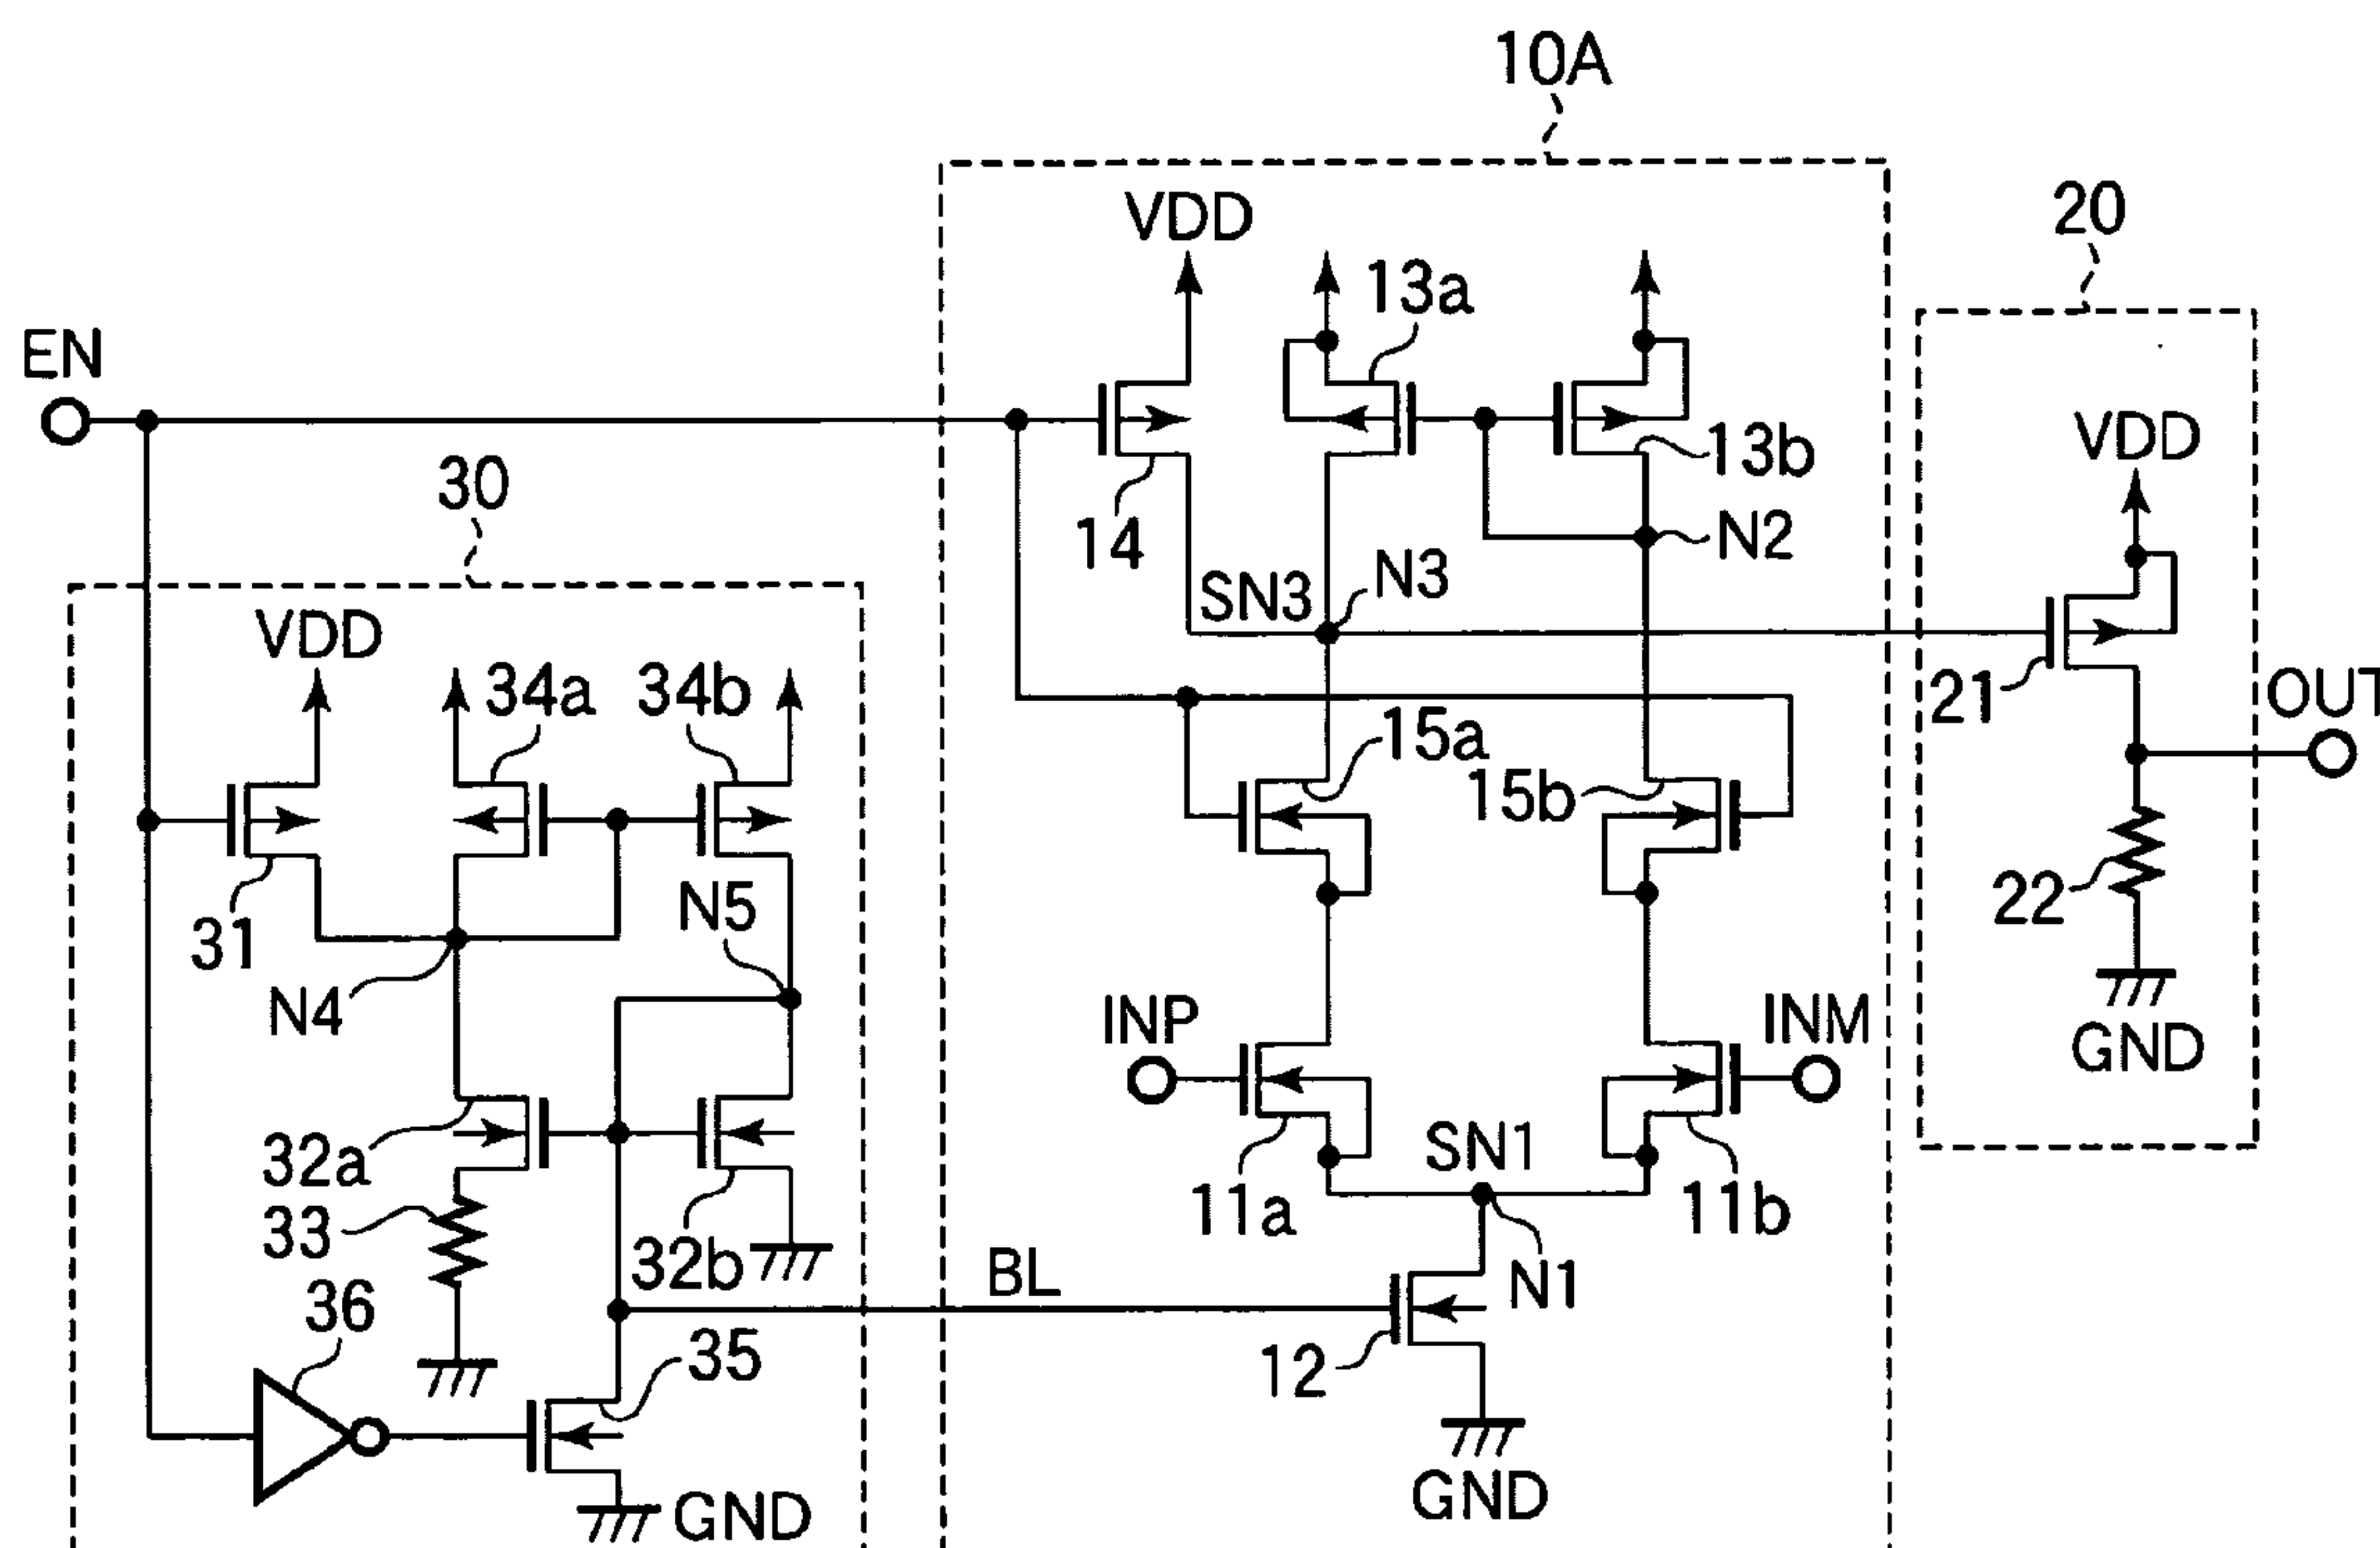 10A
VDD
20
13a
EN
VDD
13b
30
14
N2
SN3
N3
VDD
34a
34b
21
OUT
15a
15b
N5
22
31
N4
INP
INM
GND
32a
SN1
33
11a
11b
32b
BL
N1
36
35
12
GND
GND